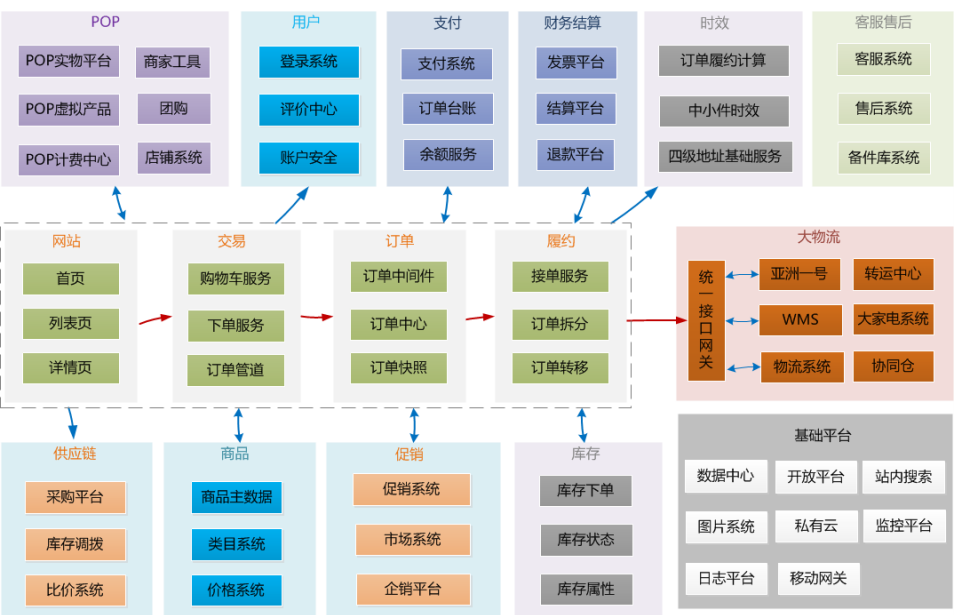 POP
POP实物平台
商家工具
POP虚拟产品
团购
POP计费中心
店铺系统
用户
登录系统
评价中心
账户安全
支付
支付系统
订单台账
余额服务
财务结算
发票平台
结算平台
退款平台
时效
订单履约计算
中小件时效
四级地址基础服务
客服售后
客服系统
售后系统
备件库系统
网站
首页
列表页
详情页
交易
购物车服务
下单服务
订单管道
订单
订单中间件
订单中心
订单快照
履约
接单服务
订单拆分
订单转移
大物流
统一接口网关
亚洲一号
转运中心
WMS
大家电系统
物流系统
协同仓
供应链
采购平台
库存调拨
比价系统
商品
商品主数据
类目系统
价格系统
促销
促销系统
市场系统
企销平台
库存
库存下单
库存状态
库存属性
基础平台
数据中心
开放平台
站内搜索
图片系统
私有云
监控平台
日志平台
移动网关